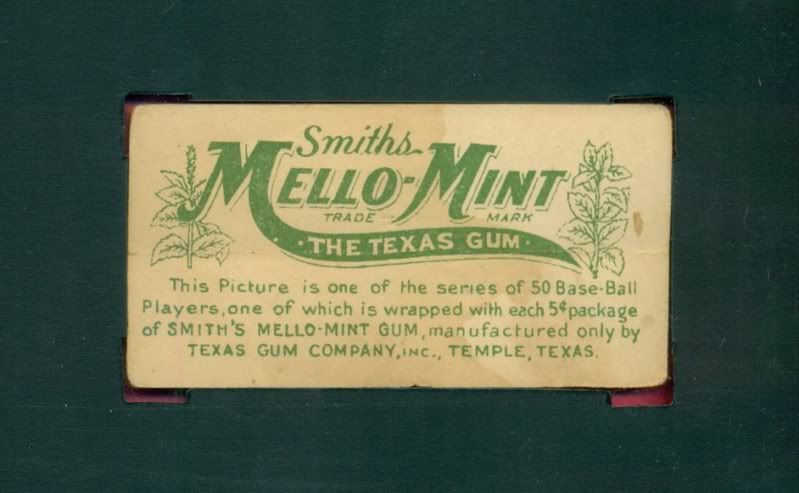 Smiths
MELLO-MINT
TRADE MARK
·THE TEXAS GUM·
This Picture is one of the series of 50 Base-Ball
Players, one of which is wrapped with each 5¢ package
of SMITH'S MELLO-MINT GUM, manufactured only by
TEXAS GUM COMPANY, INC., TEMPLE, TEXAS.